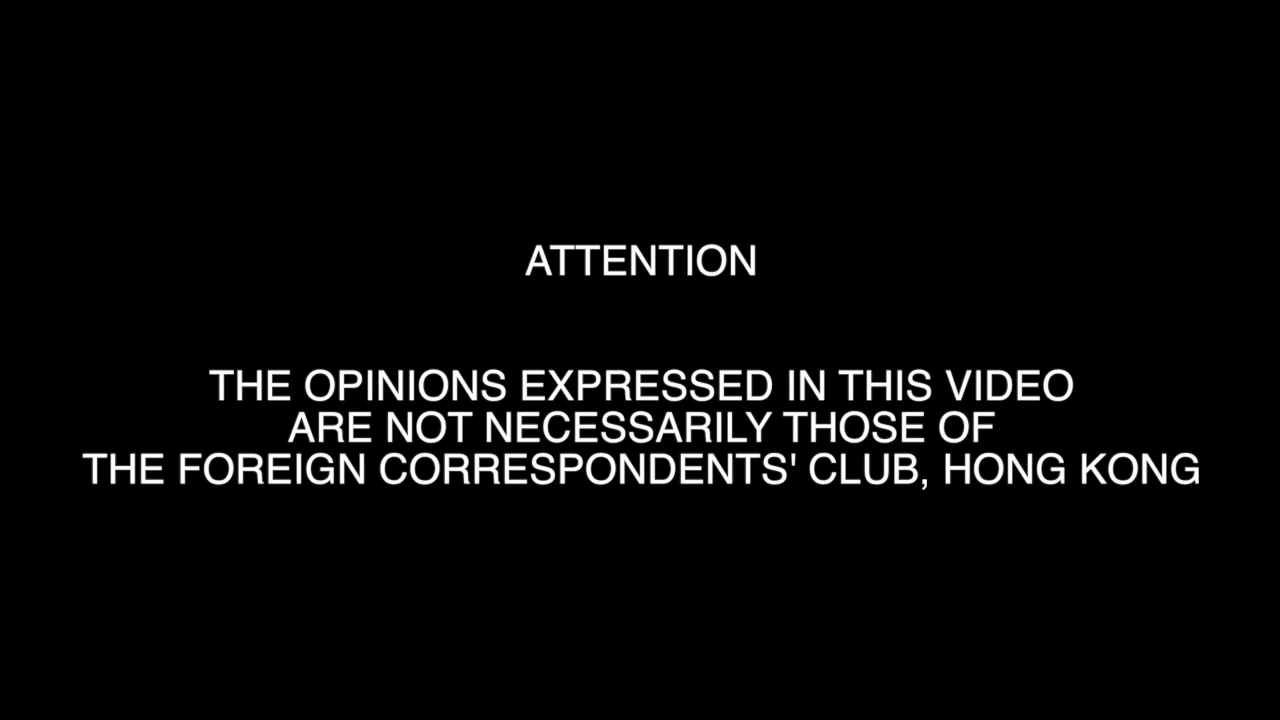 ATTENTION
THE OPINIONS EXPRESSED IN THIS VIDEO
ARE NOT NECESSARILY THOSE OF
THE FOREIGN CORRESPONDENTS' CLUB, HONG KONG